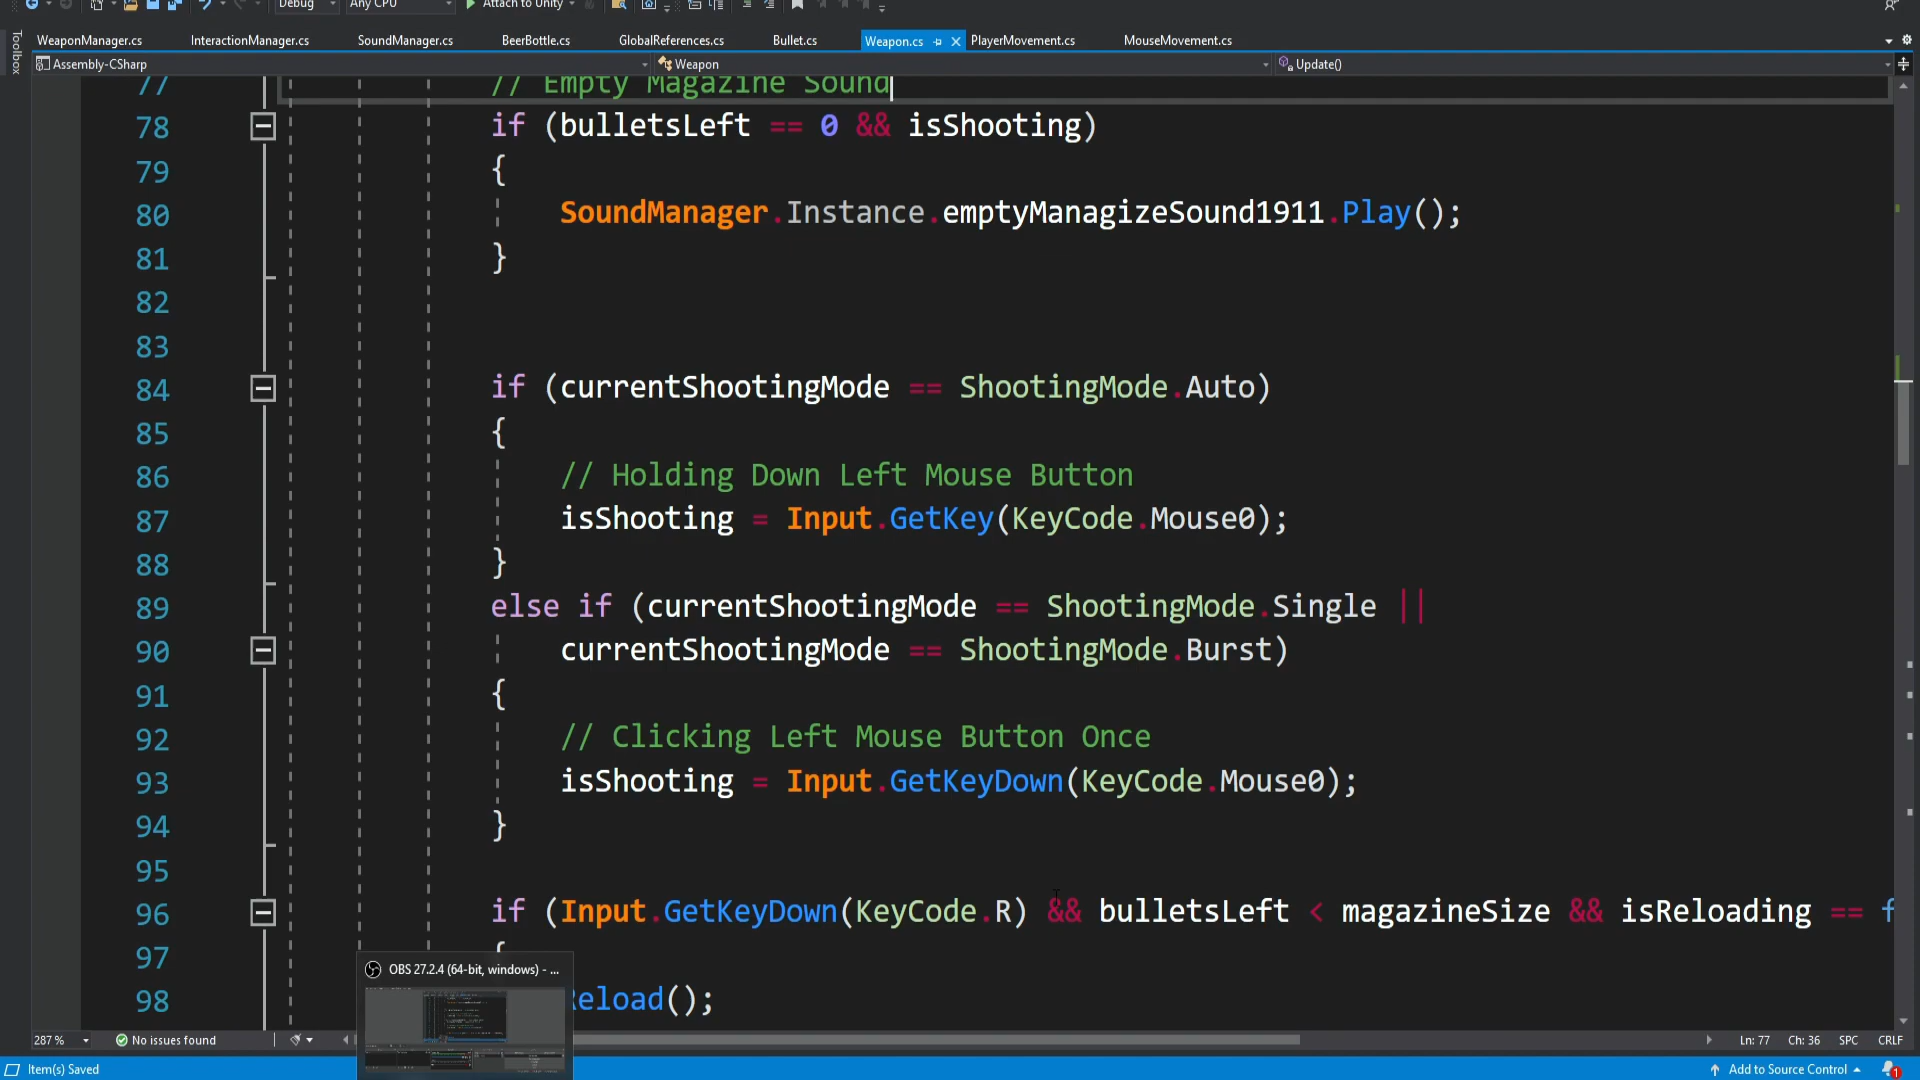 Debug
Any CPU
Attach to Unity
Toolbox
WeaponManager.cs InteractionManager.cs SoundManager.cs BeerBottle.cs GlobalReferences.cs Bullet.cs Weapon.cs PlayerMovement.cs MouseMovement.cs
Assembly-CSharp Weapon Update()
77 // Empty Magazine Sound
78 if (bulletsLeft == 0 && isShooting)
79 {
80 SoundManager.Instance.emptyManagizeSound1911.Play();
81 }
82
83
84 if (currentShootingMode == ShootingMode.Auto)
85 {
86 // Holding Down Left Mouse Button
87 isShooting = Input.GetKey(KeyCode.Mouse0);
88 }
89 else if (currentShootingMode == ShootingMode.Single ||
90 currentShootingMode == ShootingMode.Burst)
91 {
92 // Clicking Left Mouse Button Once
93 isShooting = Input.GetKeyDown(KeyCode.Mouse0);
94 }
95
96 if (Input.GetKeyDown(KeyCode.R) && bulletsLeft < magazineSize && isReloading == f
97 {
OBS 27.2.4 (64-bit, windows) - ...
98 Reload();
287 % No issues found Ln: 77 Ch: 36 SPC CRLF
Item(s) Saved Add to Source Control 1